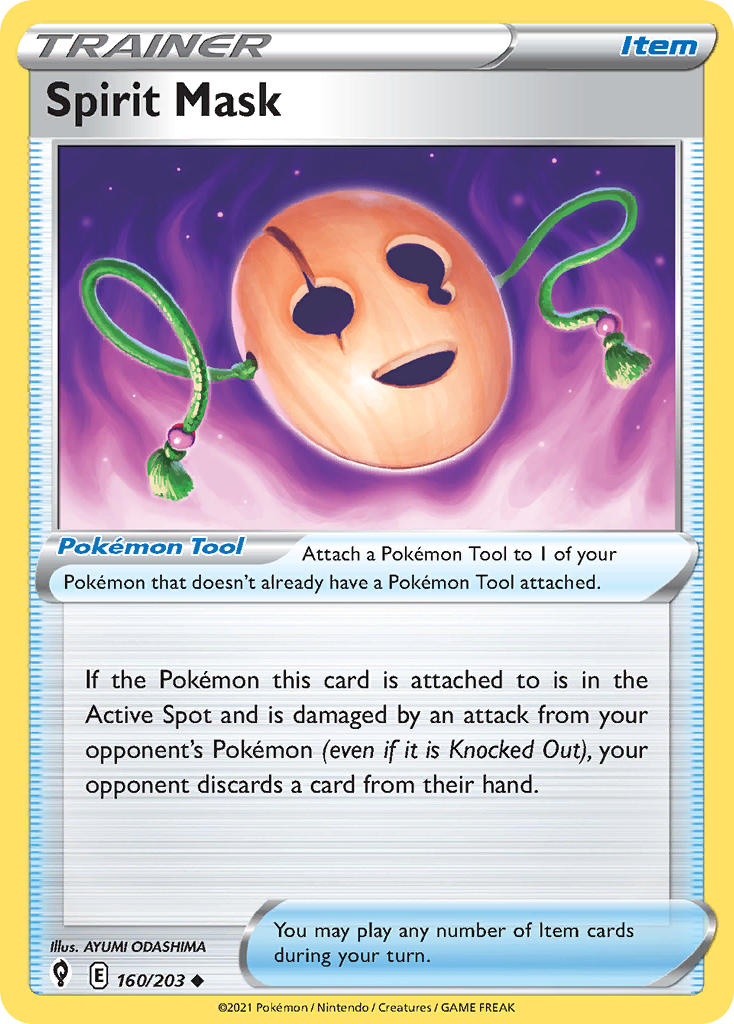 TRAINER
Item
Spirit Mask
Pokémon Tool
Attach a Pokémon Tool to 1 of your
Pokémon that doesn't already have a Pokémon Tool attached.
If the Pokémon this card is attached to is in the
Active Spot and is damaged by an attack from your
opponent's Pokémon (even if it is Knocked Out), your
opponent discards a card from their hand.
You may play any number of Item cards
during your turn.
Illus. AYUMI ODASHIMA
E 160/203
©2021 Pokémon / Nintendo / Creatures / GAME FREAK